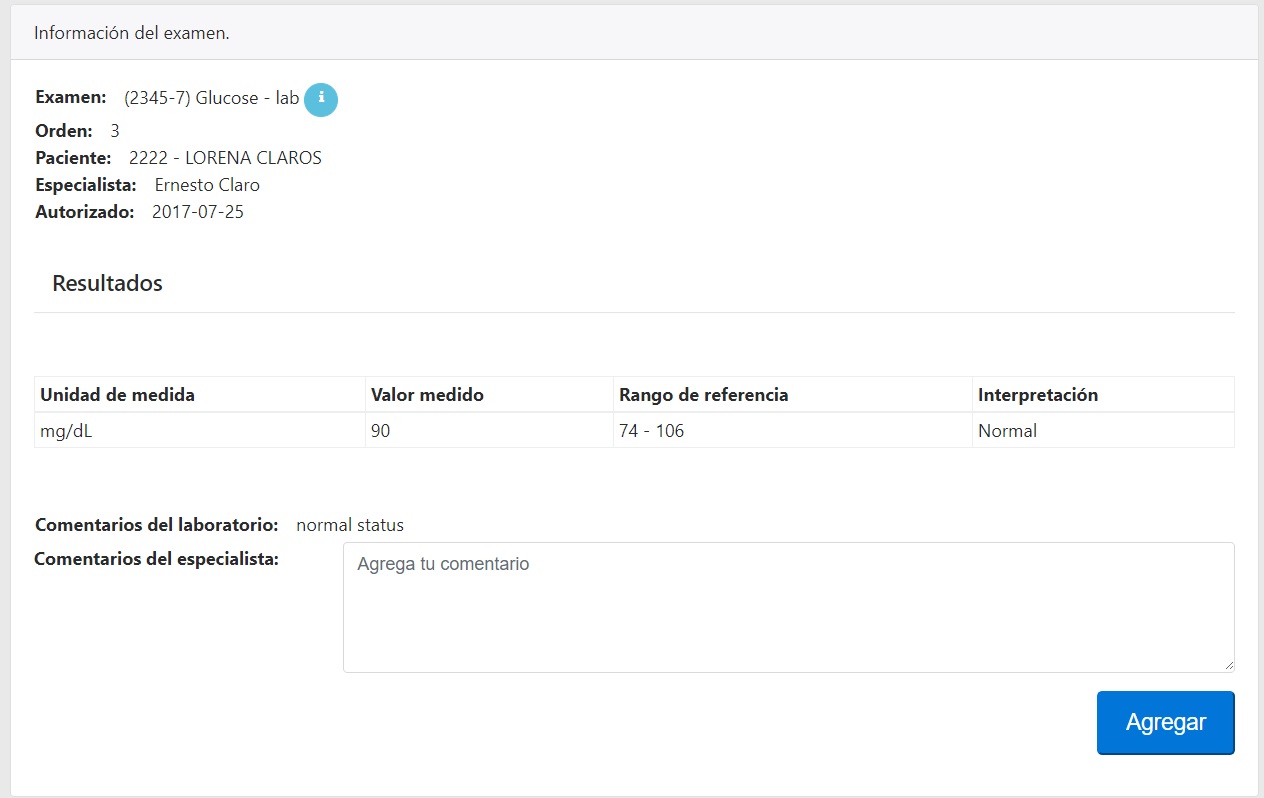 Información del examen.
Examen: (2345-7) Glucose - lab i
Orden: 3
Paciente: 2222 - LORENA CLAROS
Especialista: Ernesto Claro
Autorizado: 2017-07-25
Resultados
Unidad de medida Valor medido Rango de referencia Interpretación
mg/dL 90 74 - 106 Normal
Comentarios del laboratorio: normal status
Comentarios del especialista: Agrega tu comentario
Agregar